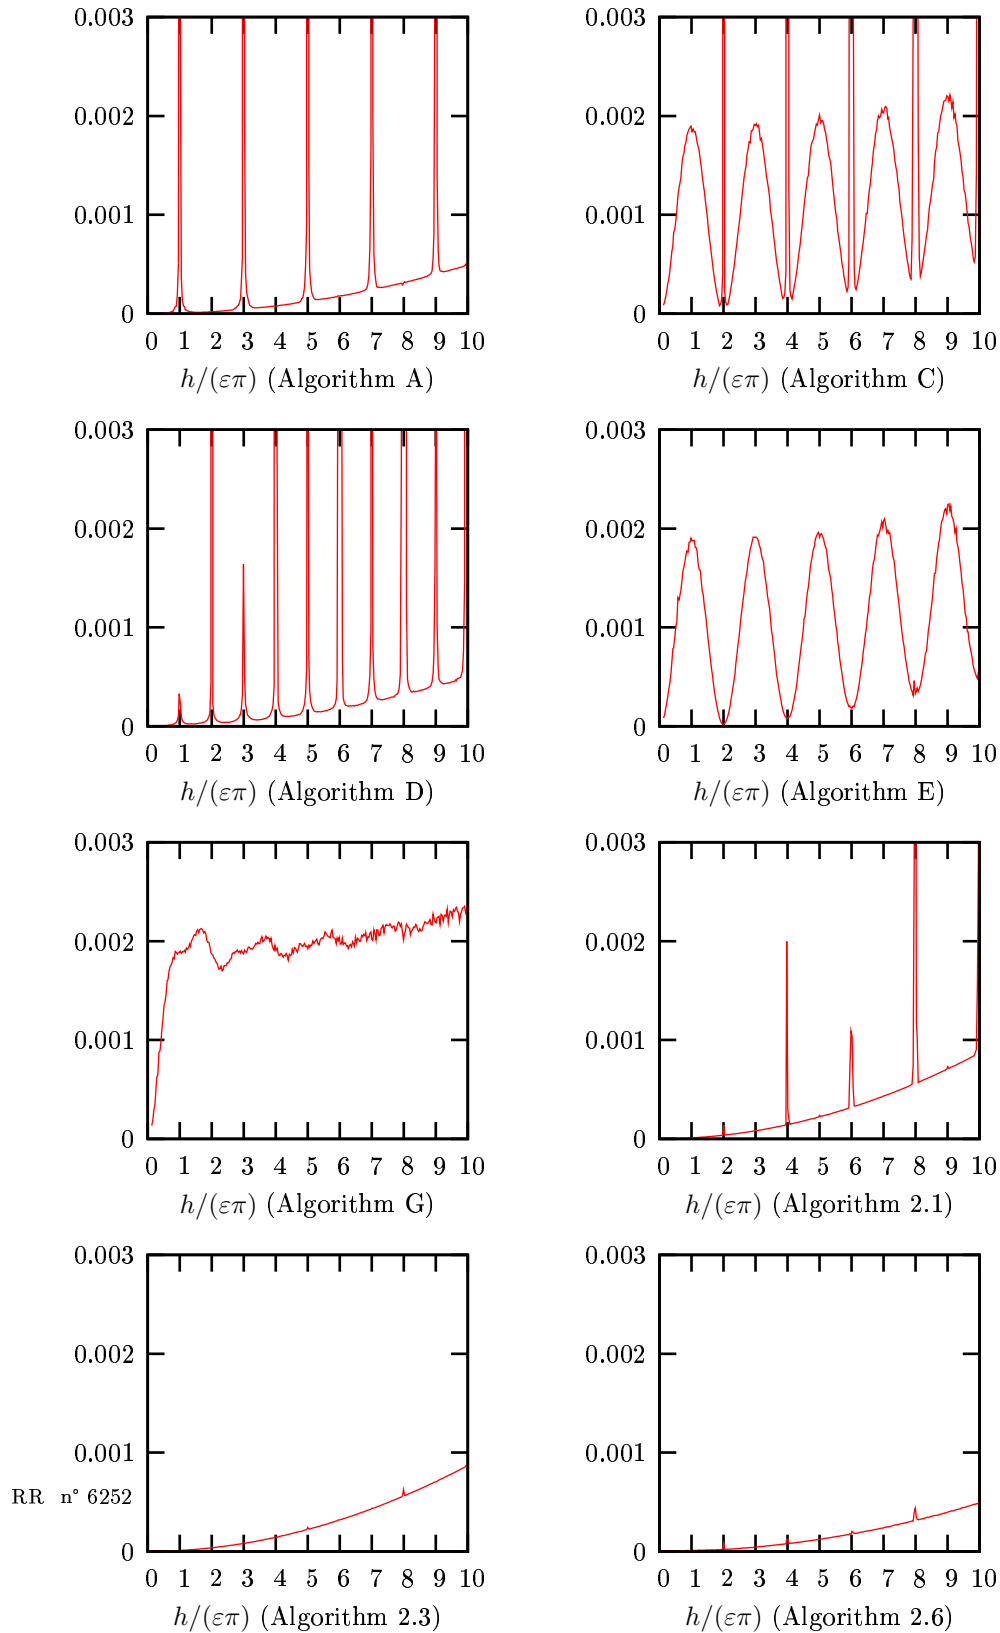 0.003 0.003
0.002 0.002
0.001 0.001
0 0
0 1 2 3 4 5 6 7 8 9 10 0 1 2 3 4 5 6 7 8 9 10
h/(επ) (Algorithm A) h/(επ) (Algorithm C)
0.003 0.003
0.002 0.002
0.001 0.001
0 0
0 1 2 3 4 5 6 7 8 9 10 0 1 2 3 4 5 6 7 8 9 10
h/(επ) (Algorithm D) h/(επ) (Algorithm E)
0.003 0.003
0.002 0.002
0.001 0.001
0 0
0 1 2 3 4 5 6 7 8 9 10 0 1 2 3 4 5 6 7 8 9 10
h/(επ) (Algorithm G) h/(επ) (Algorithm 2.1)
0.003 0.003
0.002 0.002
0.001 0.001
RR n° 6252
0 0
0 1 2 3 4 5 6 7 8 9 10 0 1 2 3 4 5 6 7 8 9 10
h/(επ) (Algorithm 2.3) h/(επ) (Algorithm 2.6)